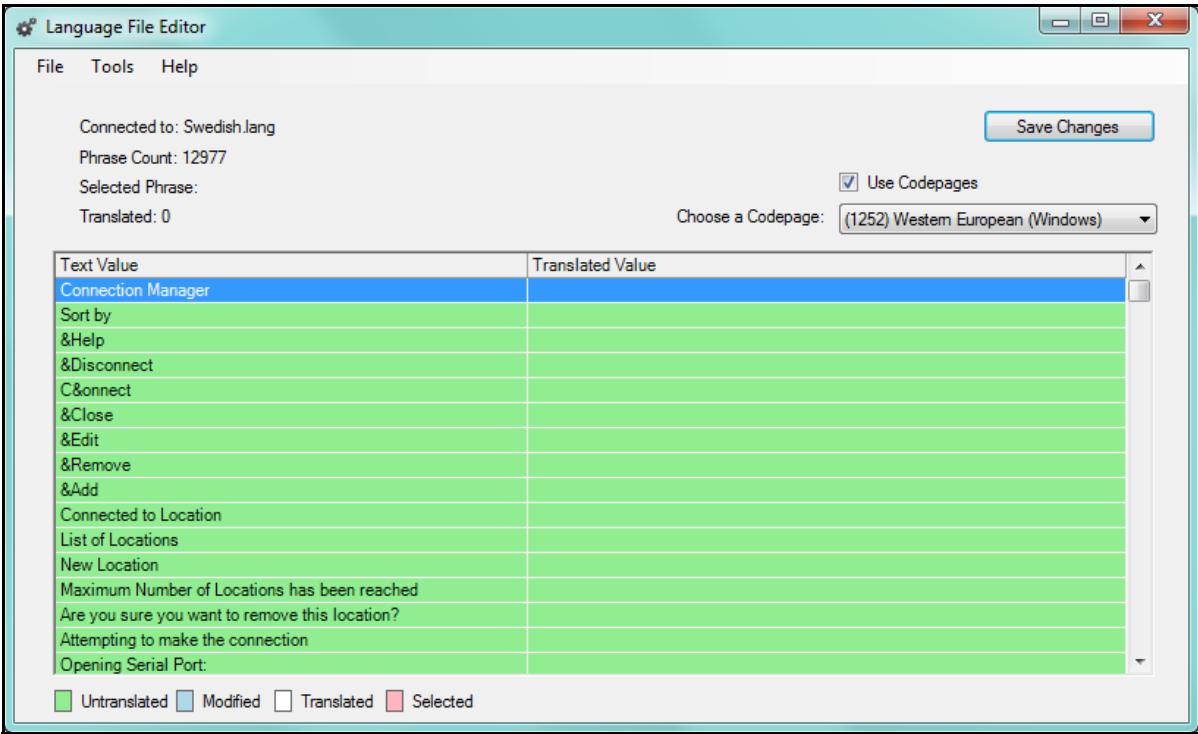 Language File Editor
File Tools Help
Connected to: Swedish.lang
Save Changes
Phrase Count: 12977
Selected Phrase:
Use Codepages
Translated: 0
Choose a Codepage: (1252) Western European (Windows)
Text Value Translated Value
Connection Manager
Sort by
&Help
&Disconnect
C&onnect
&Close
&Edit
&Remove
&Add
Connected to Location
List of Locations
New Location
Maximum Number of Locations has been reached
Are you sure you want to remove this location?
Attempting to make the connection
Opening Serial Port:
Untranslated Modified Translated Selected